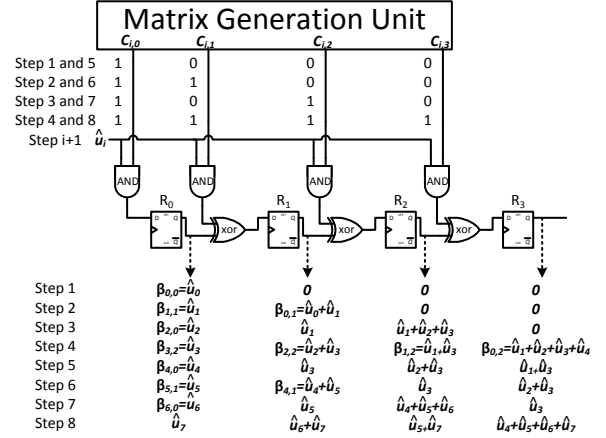 Matrix Generation Unit
C_{i,0} C_{i,1} C_{i,2} C_{i,3}
Step 1 and 5 1 0 0 0
Step 2 and 6 1 1 0 0
Step 3 and 7 1 0 1 0
Step 4 and 8 1 1 1 1
Step i+1 û_i
AND AND AND AND
R_0 R_1 R_2 R_3
D Q D Q D Q D Q
xor xor xor
Q Q Q Q
Step 1 β_{0,0}=û_0 0 0 0
Step 2 β_{1,1}=û_1 β_{0,1}=û_0+û_1 0 0
Step 3 β_{2,0}=û_2 û_1 û_1+û_2+û_3 0
Step 4 β_{3,2}=û_3 β_{2,2}=û_2+û_3 β_{1,2}=û_1+û_3 β_{0,2}=û_1+û_2+û_3+û_4
Step 5 β_{4,0}=û_4 û_3 û_2+û_3 û_1+û_3
Step 6 β_{5,1}=û_5 β_{4,1}=û_4+û_5 û_3 û_2+û_3
Step 7 β_{6,0}=û_6 û_5 û_4+û_5+û_6 û_3
Step 8 û_7 û_6+û_7 û_5+û_7 û_4+û_5+û_6+û_7